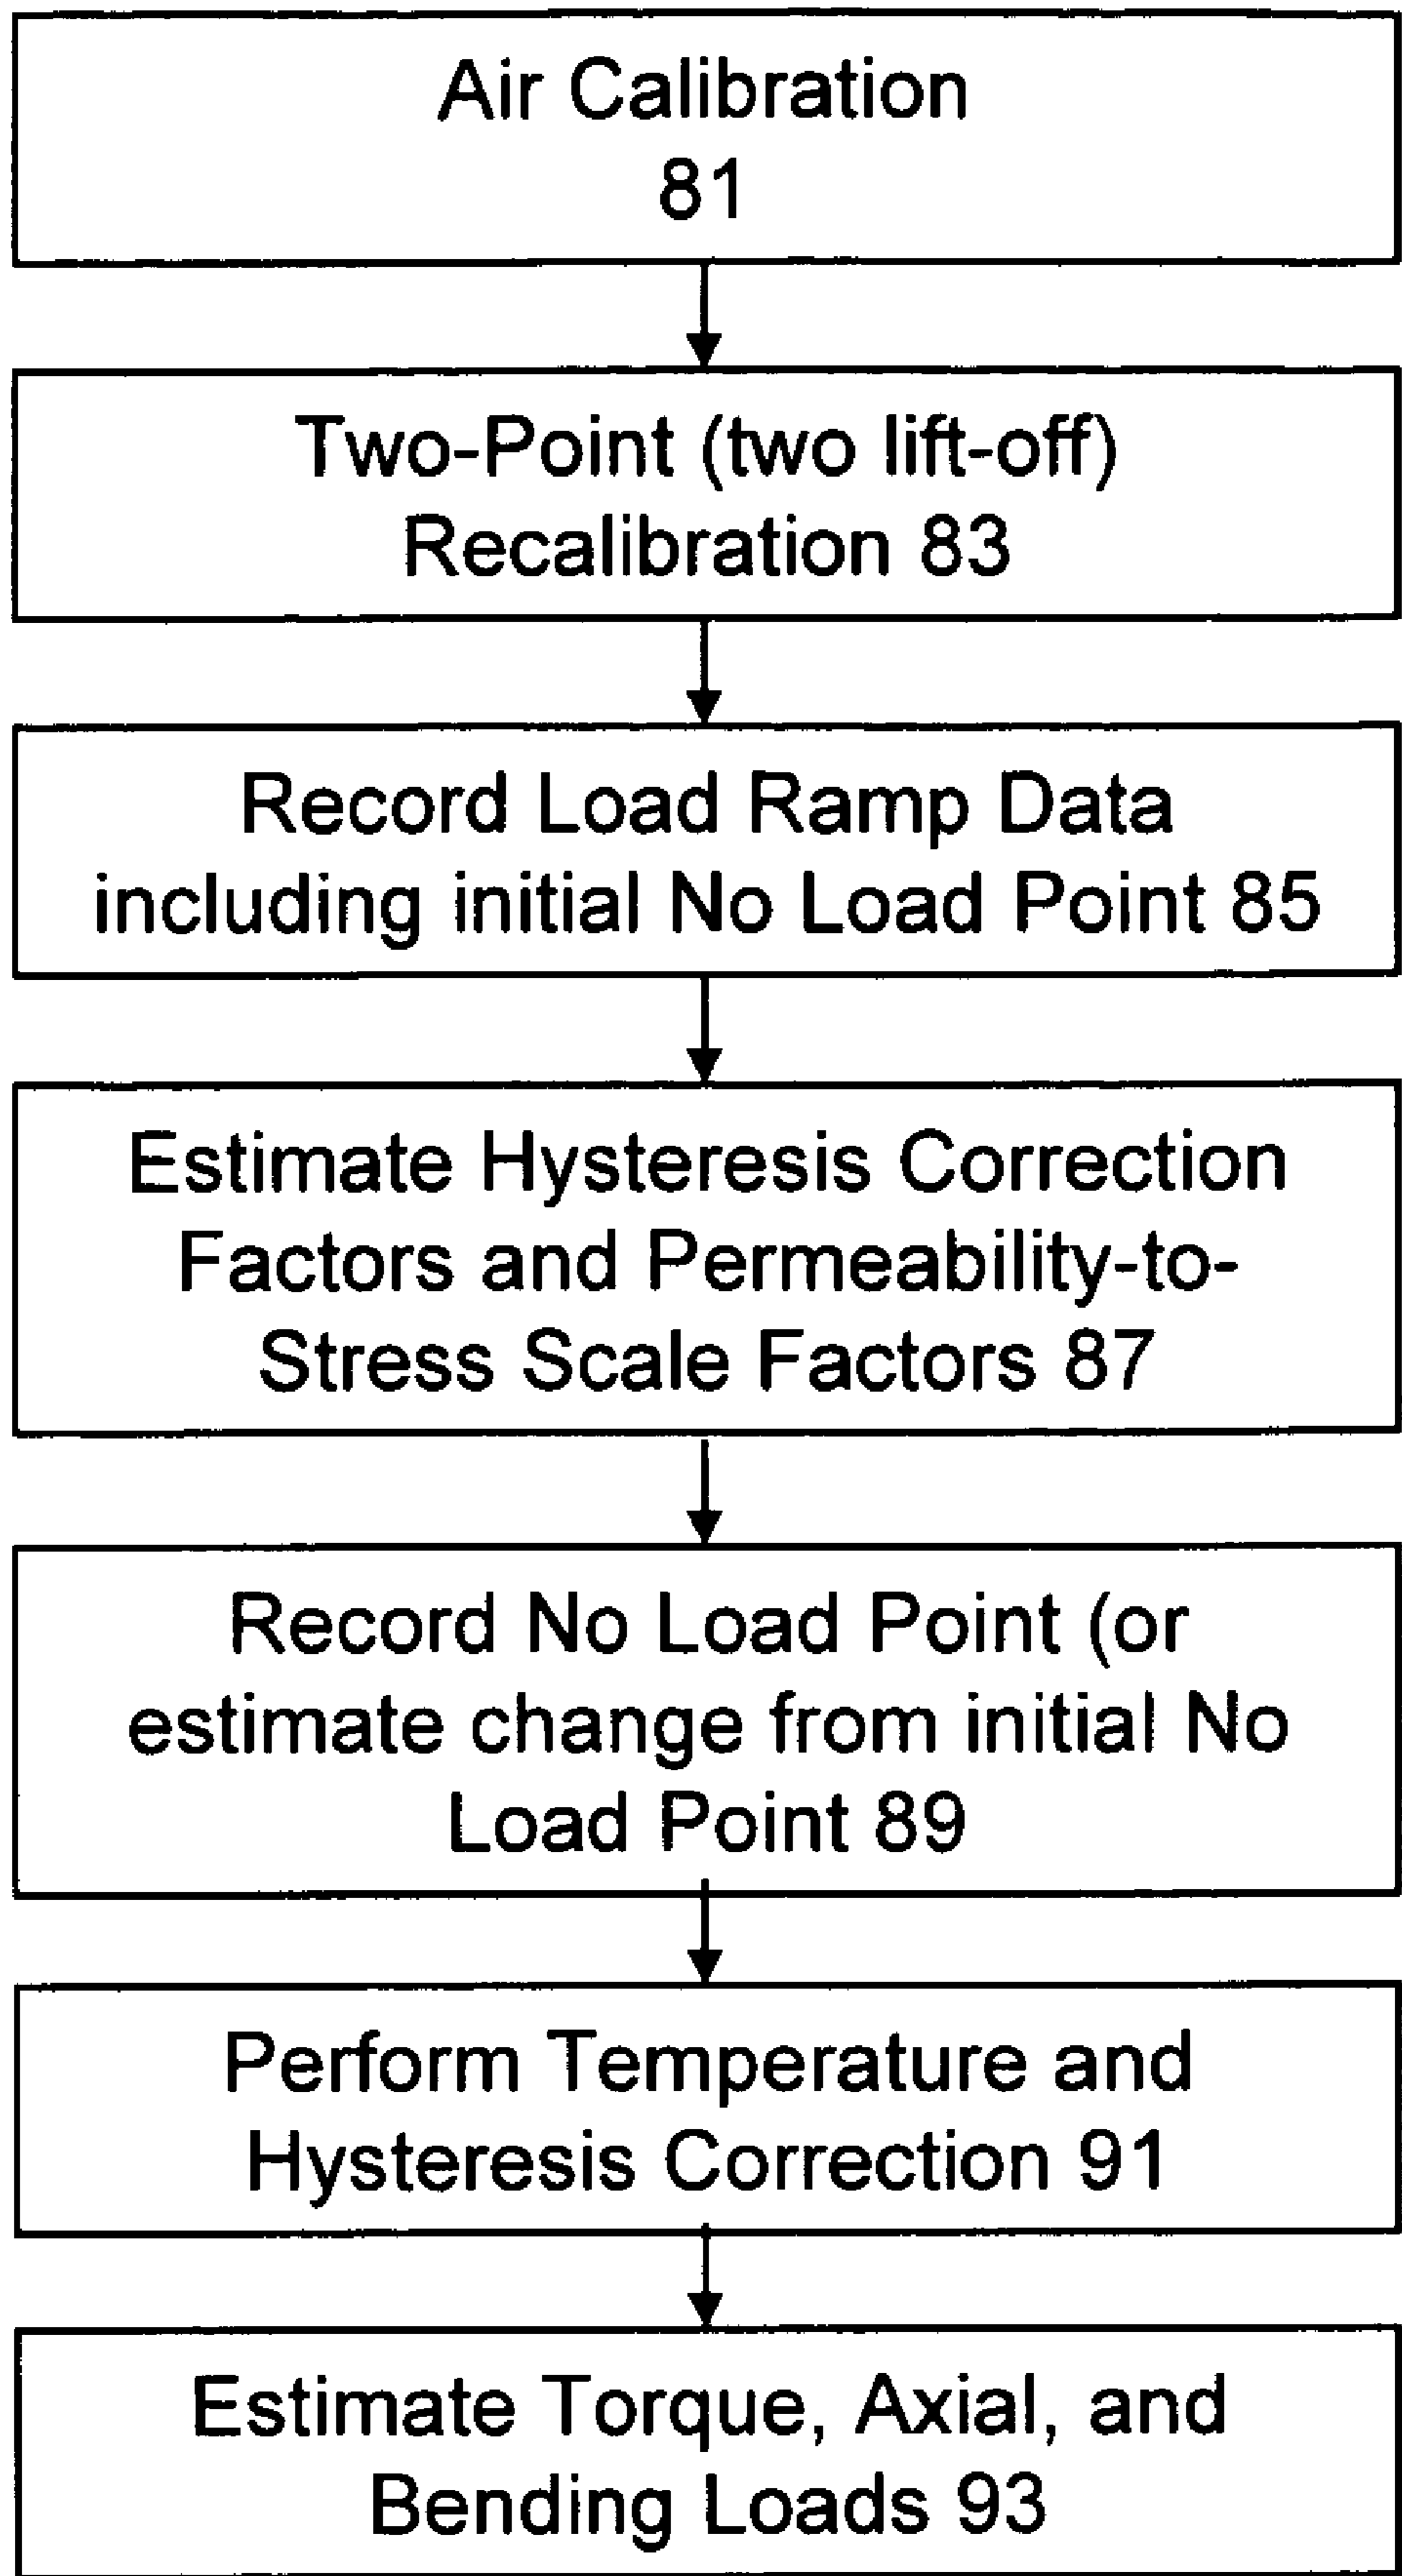 Air Calibration
81
Two-Point (two lift-off)
Recalibration 83
Record Load Ramp Data
including initial No Load Point 85
Estimate Hysteresis Correction
Factors and Permeability-to-
Stress Scale Factors 87
Record No Load Point (or
estimate change from initial No
Load Point 89
Perform Temperature and
Hysteresis Correction 91
Estimate Torque, Axial, and
Bending Loads 93